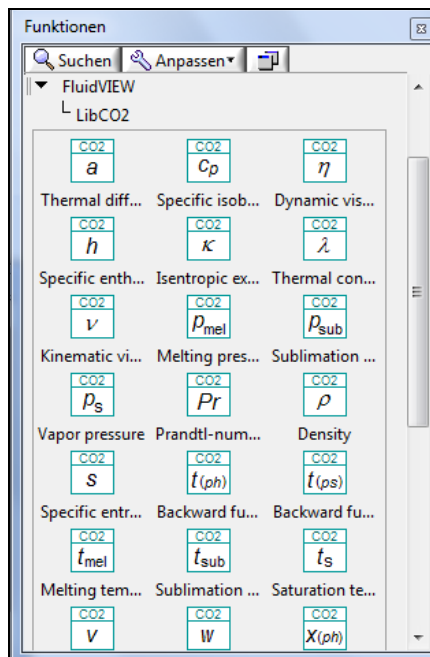 Funktionen
Suchen Anpassen
FluidVIEW
LibCO2
CO2 CO2 CO2
a cp η
Thermal diff... Specific isob... Dynamic vis...
CO2 CO2 CO2
h κ λ
Specific enth... Isentropic ex... Thermal con...
CO2 CO2 CO2
ν pmel psub
Kinematic vi... Melting pres... Sublimation ...
CO2 CO2 CO2
ps Pr ρ
Vapor pressure Prandtl-num... Density
CO2 CO2 CO2
s t(ph) t(ps)
Specific entr... Backward fu... Backward fu...
CO2 CO2 CO2
tmel tsub ts
Melting tem... Sublimation ... Saturation te...
CO2 CO2 CO2
v w x(ph)